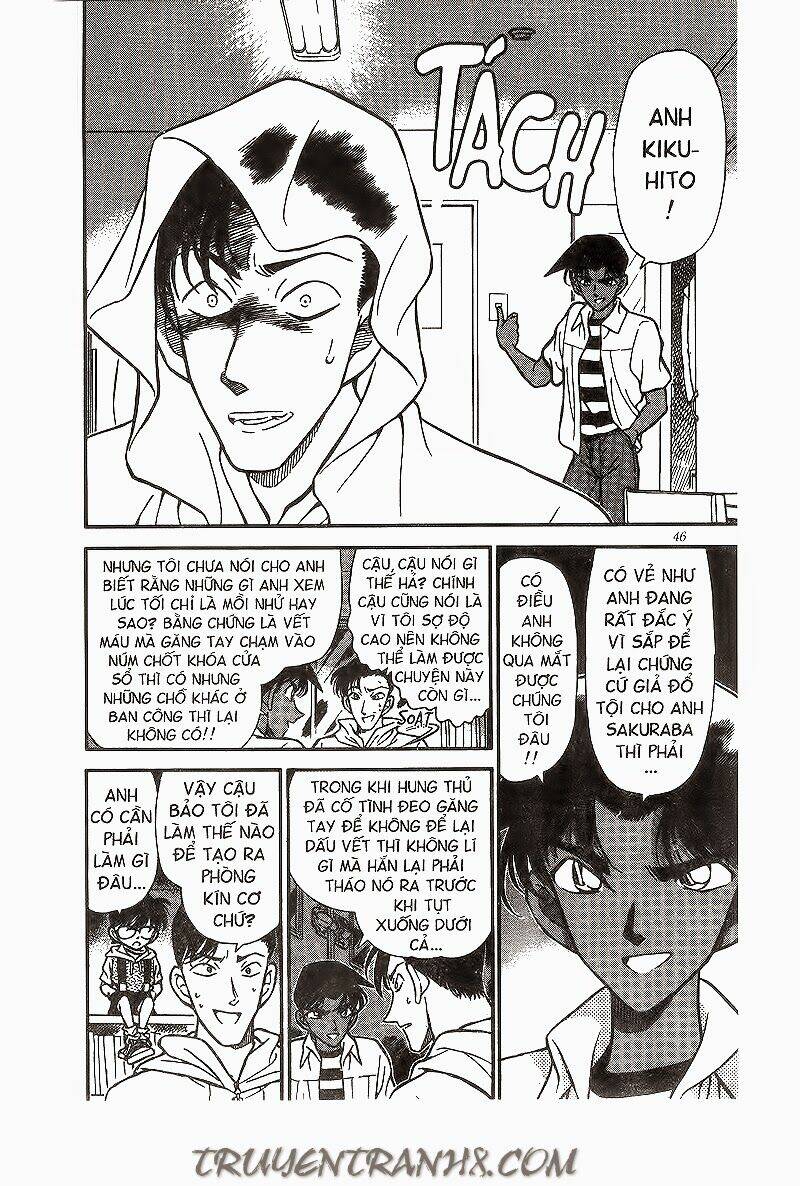 TÁCH
ANH
KIKU-
HITO
!
46
CÓ VẺ NHƯ
ANH ĐANG
RẤT ĐẮC Ý
VÌ SẮP ĐỂ
LẠI CHỨNG
CỨ GIẢ ĐỔ
TỘI CHO ANH
SAKURABA
THÌ PHẢI
...
CÓ
ĐIỀU
ANH
KHÔNG
QUA MẮT
ĐƯỢC
CHÚNG
TÔI
ĐÂU
!!
CẬU, CẬU NÓI GÌ
THẾ HẢ? CHÍNH
CẬU CŨNG NÓI LÀ
VÌ TÔI SỢ ĐỘ
CAO NÊN KHÔNG
THỂ LÀM ĐƯỢC
CHUYỆN NÀY
CÒN GÌ...
SOẠT
NHƯNG TÔI CHƯA NÓI CHO ANH
BIẾT RẰNG NHỮNG GÌ ANH XEM
LÚC TỐI CHỈ LÀ MỒI NHỬ HAY
SAO? BẰNG CHỨNG LÀ VẾT
MÁU MÀ GĂNG TAY CHẠM VÀO
NÚM CHỐT KHÓA CỬA
SỔ THÌ CÓ NHƯNG
NHỮNG CHỔ KHÁC Ở
BAN CÔNG THÌ LẠI
KHÔNG CÓ!!
TRONG KHI HUNG THỦ
ĐÃ CỐ TÌNH ĐEO GĂNG
TAY ĐỂ KHÔNG ĐỂ LẠI
DẤU VẾT THÌ KHÔNG LÍ
GÌ MÀ HẮN LẠI PHẢI
THÁO NÓ RA TRƯỚC
KHI TỤT
XUỐNG DƯỚI
CẢ...
VẬY CẬU
BẢO TÔI ĐÃ
LÀM THẾ NÀO
ĐỂ TẠO RA
PHÒNG
KÍN CƠ
CHỨ?
ANH
CÓ CẦN
PHẢI
LÀM GÌ
ĐÂU...
TRUYENTRANH8.COM